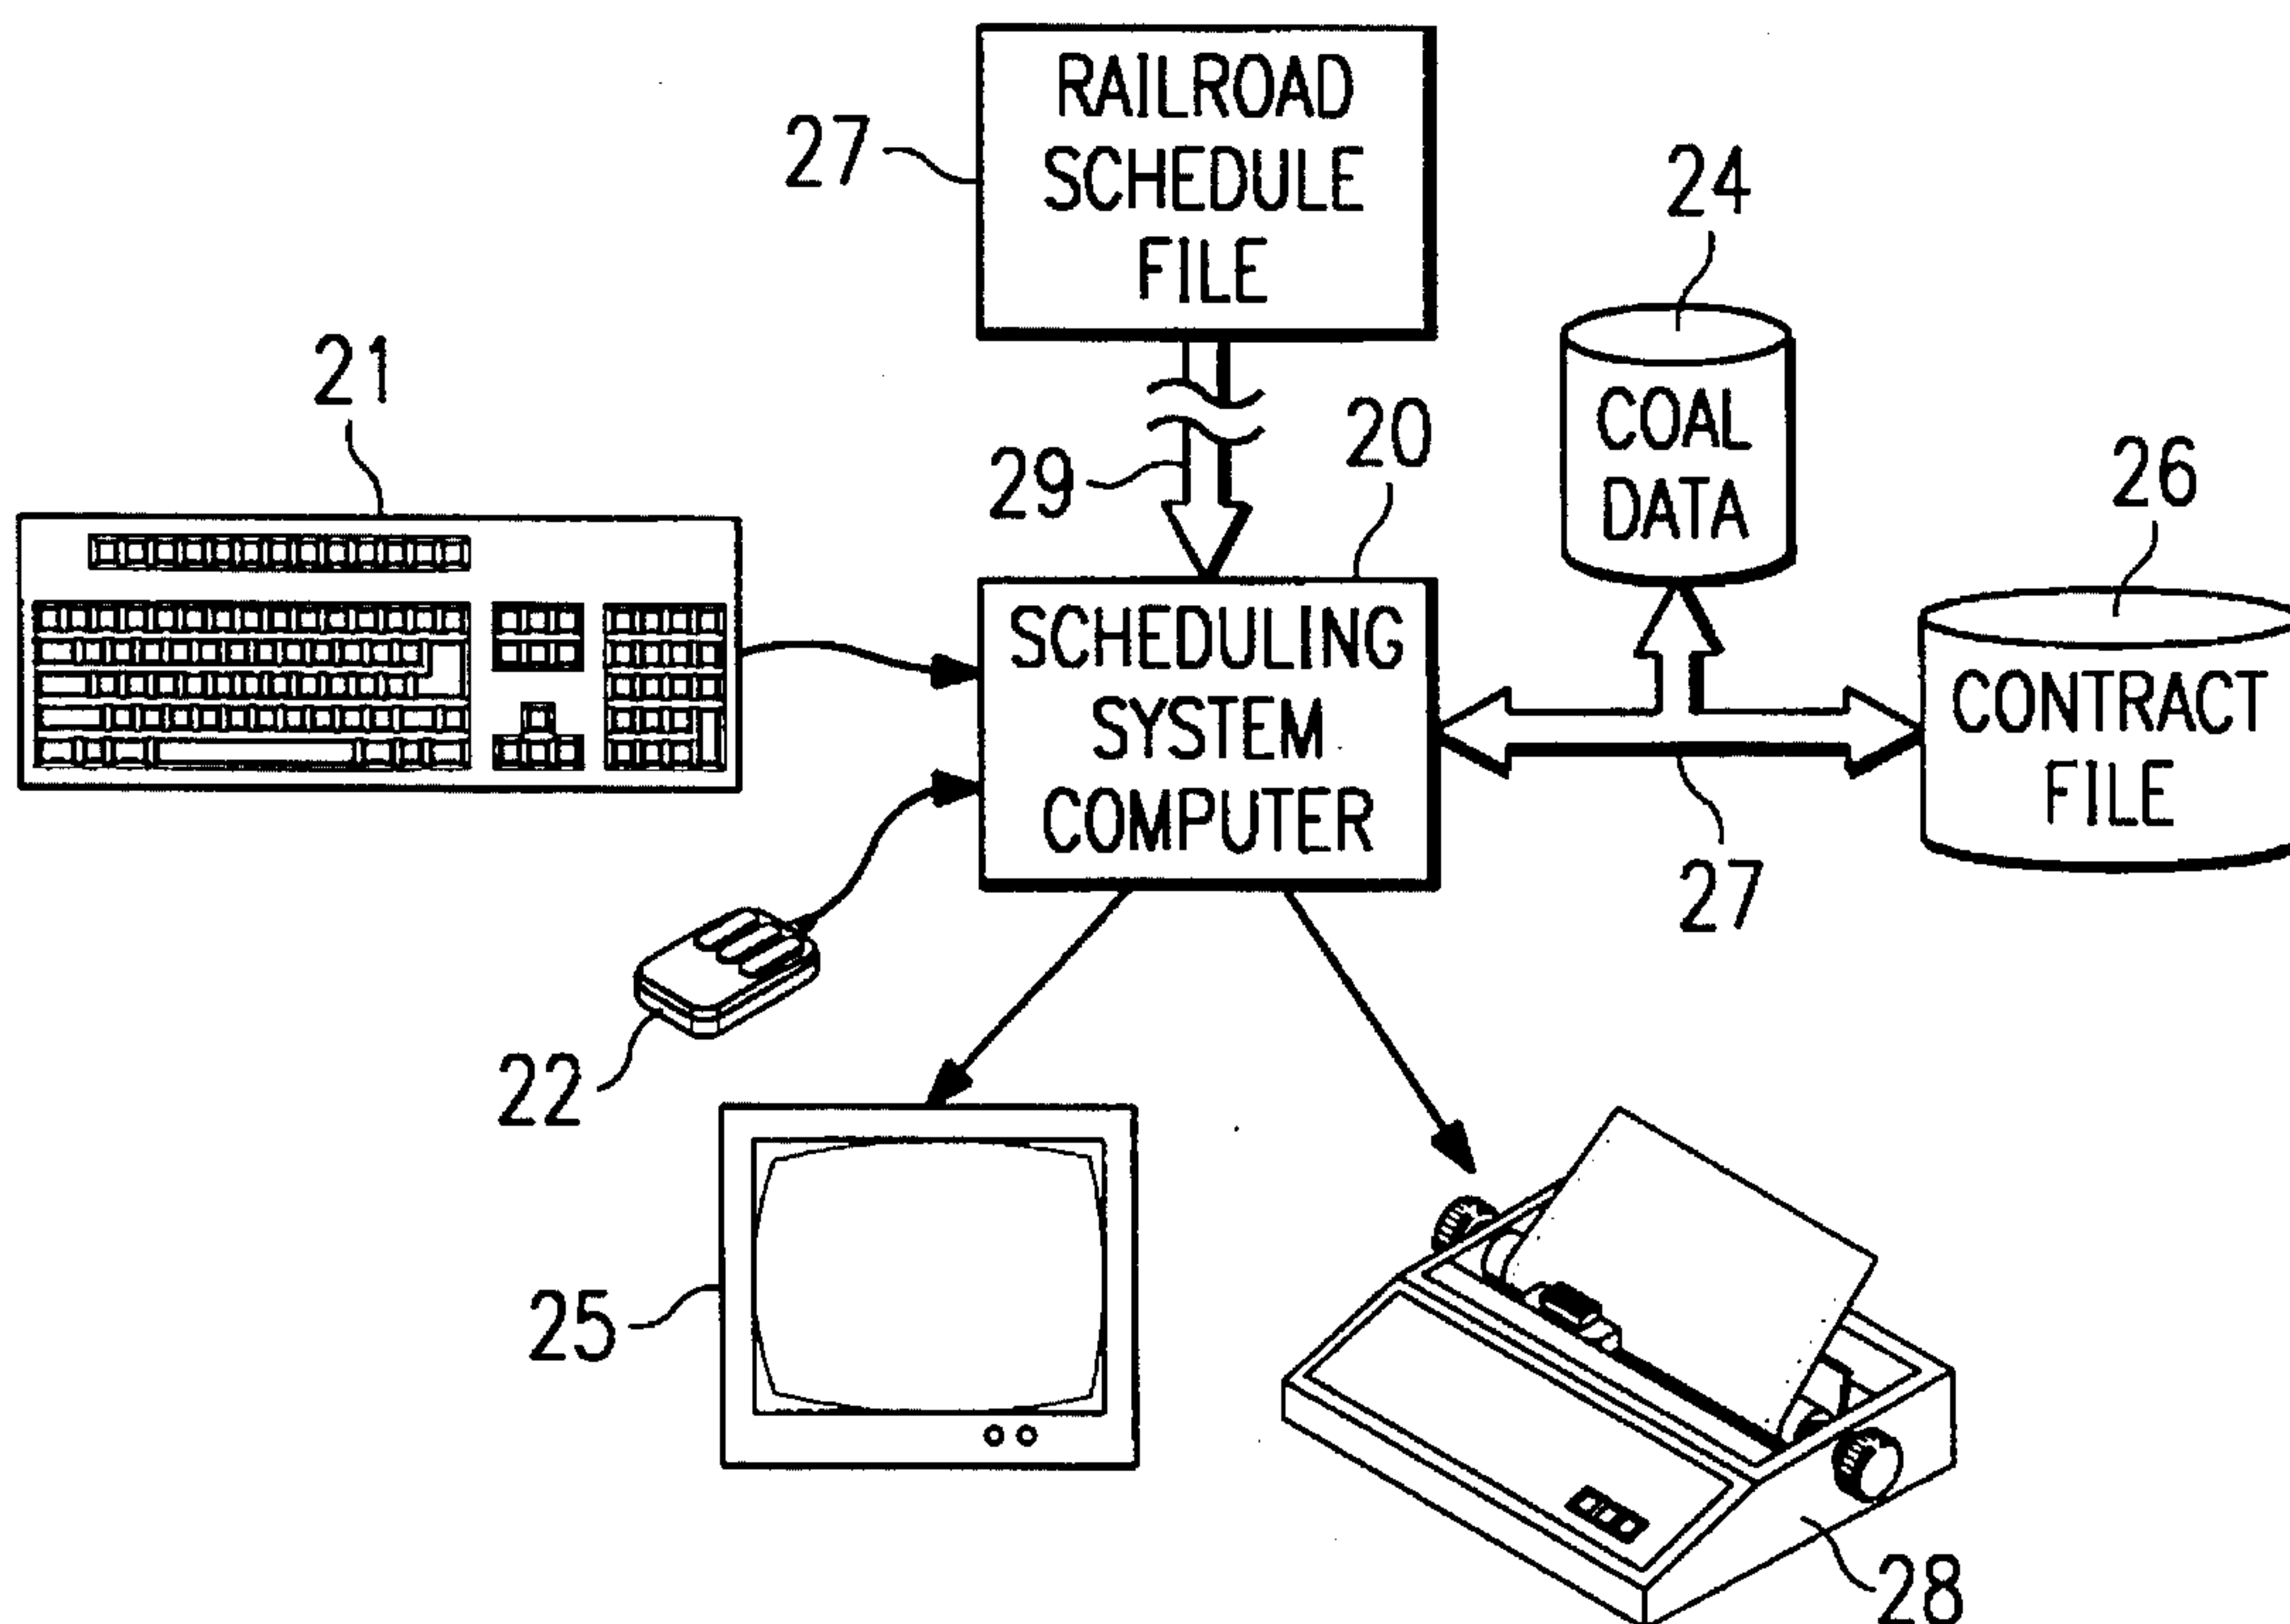 RAILROAD
SCHEDULE
FILE
27
24
COAL
DATA
21
29
20
26
SCHEDULING
SYSTEM
COMPUTER
CONTRACT
FILE
27
22
25
28